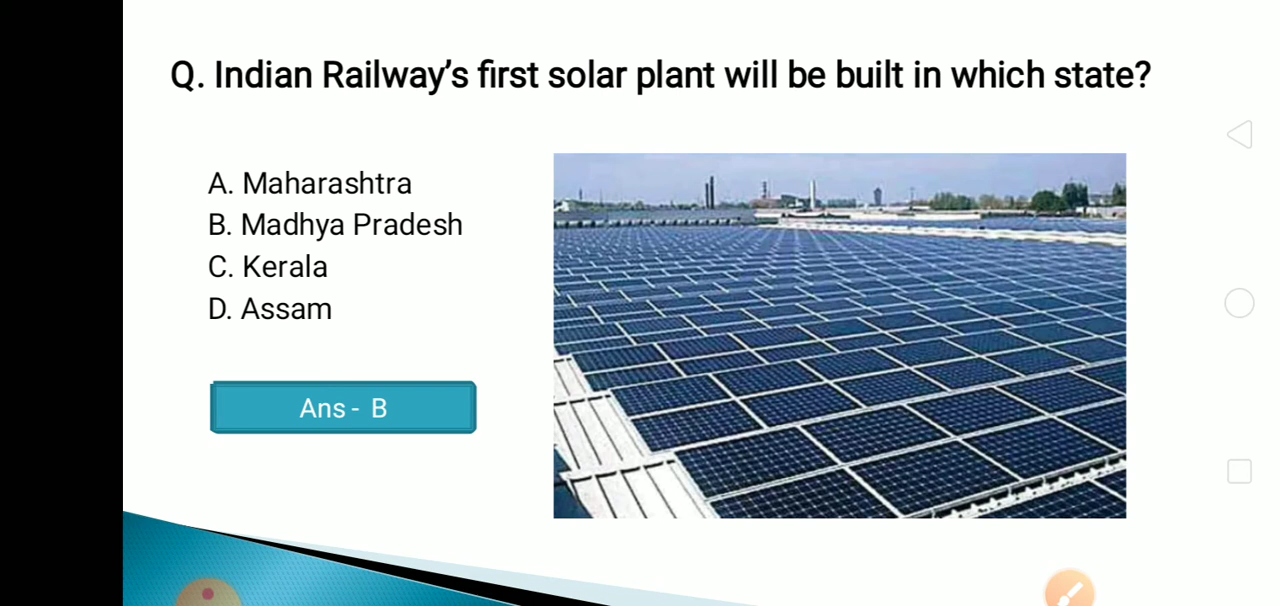 Q. Indian Railway’s first solar plant will be built in which state?
A. Maharashtra
B. Madhya Pradesh
C. Kerala
D. Assam
Ans - B